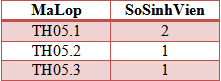 MaLop SoSinhVien
TH05.1 2
TH05.2 1
TH05.3 1